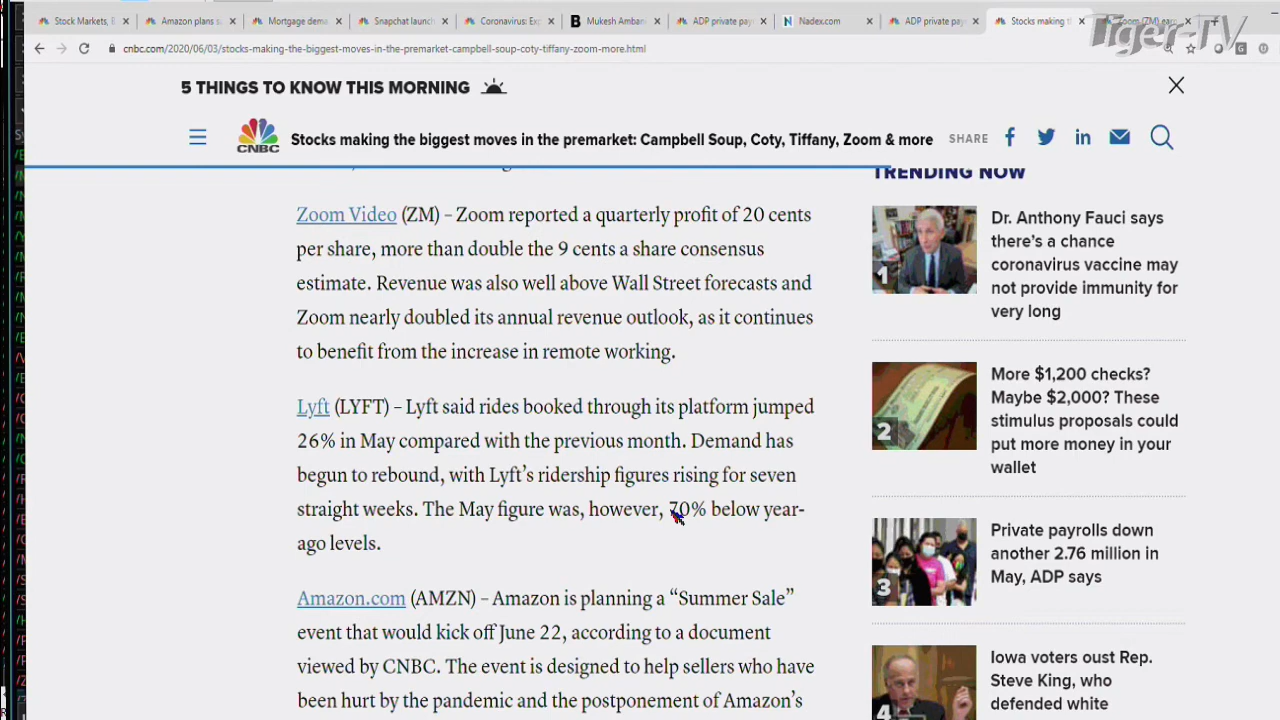 Stock Markets, B
Amazon plans s
Mortgage dema
Snapchat launch
Coronavirus: Exp
Mukesh Amban
ADP private pay
Nadex.com
ADP private pay
Stocks making t
Zoom (ZM) ear
Tiger-TV
cnbc.com/2020/06/03/stocks-making-the-biggest-moves-in-the-premarket-campbell-soup-coty-tiffany-zoom-more.html
5 THINGS TO KNOW THIS MORNING
CNBC
Stocks making the biggest moves in the premarket: Campbell Soup, Coty, Tiffany, Zoom & more
SHARE
Zoom Video (ZM) – Zoom reported a quarterly profit of 20 cents
per share, more than double the 9 cents a share consensus
estimate. Revenue was also well above Wall Street forecasts and
Zoom nearly doubled its annual revenue outlook, as it continues
to benefit from the increase in remote working.
Lyft (LYFT) – Lyft said rides booked through its platform jumped
26% in May compared with the previous month. Demand has
begun to rebound, with Lyft’s ridership figures rising for seven
straight weeks. The May figure was, however, 70% below year-
ago levels.
Amazon.com (AMZN) – Amazon is planning a “Summer Sale”
event that would kick off June 22, according to a document
viewed by CNBC. The event is designed to help sellers who have
been hurt by the pandemic and the postponement of Amazon’s
TRENDING NOW
1
Dr. Anthony Fauci says
there’s a chance
coronavirus vaccine may
not provide immunity for
very long
2
More $1,200 checks?
Maybe $2,000? These
stimulus proposals could
put more money in your
wallet
3
Private payrolls down
another 2.76 million in
May, ADP says
4
Iowa voters oust Rep.
Steve King, who
defended white